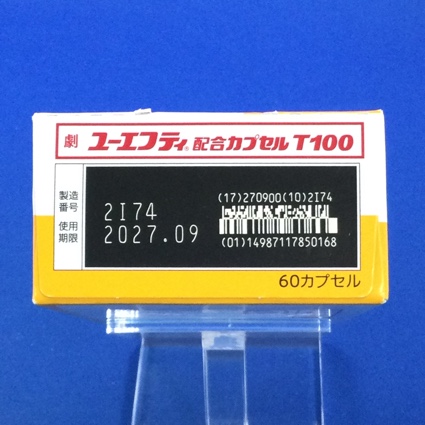 劇 ユーエフティ® 配合カプセル T100
製造番号 2I74
使用期限 2027.09
(17)270900(10)2I74
(01)14987117850168
60カプセル